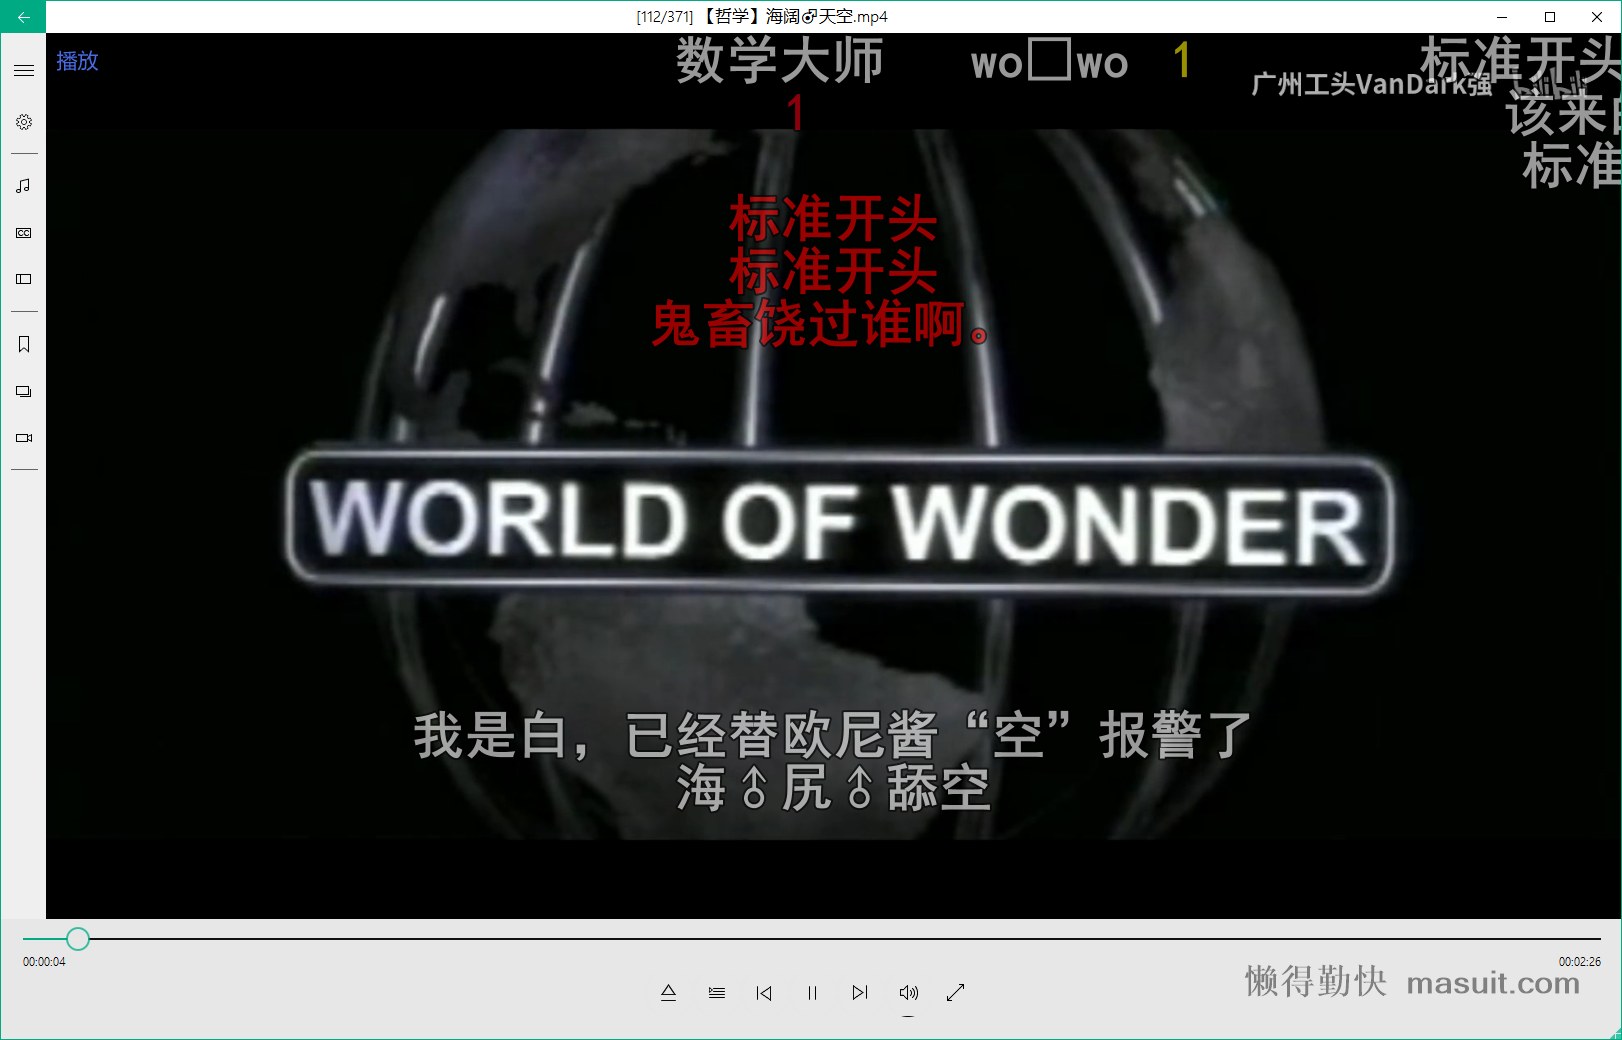 [112/371] 【哲学】海阔⚣天空.mp4
播放
数学大师
wo□wo
1
标准开头
广州工头VanDark强
1
该来自
标准
标准开头
标准开头
鬼畜饶过谁啊。
WORLD OF WONDER
我是白，已经替欧尼酱“空”报警了
海♂尻♂舔空
00:00:04
00:02:26
懒得勤快 masuit.com